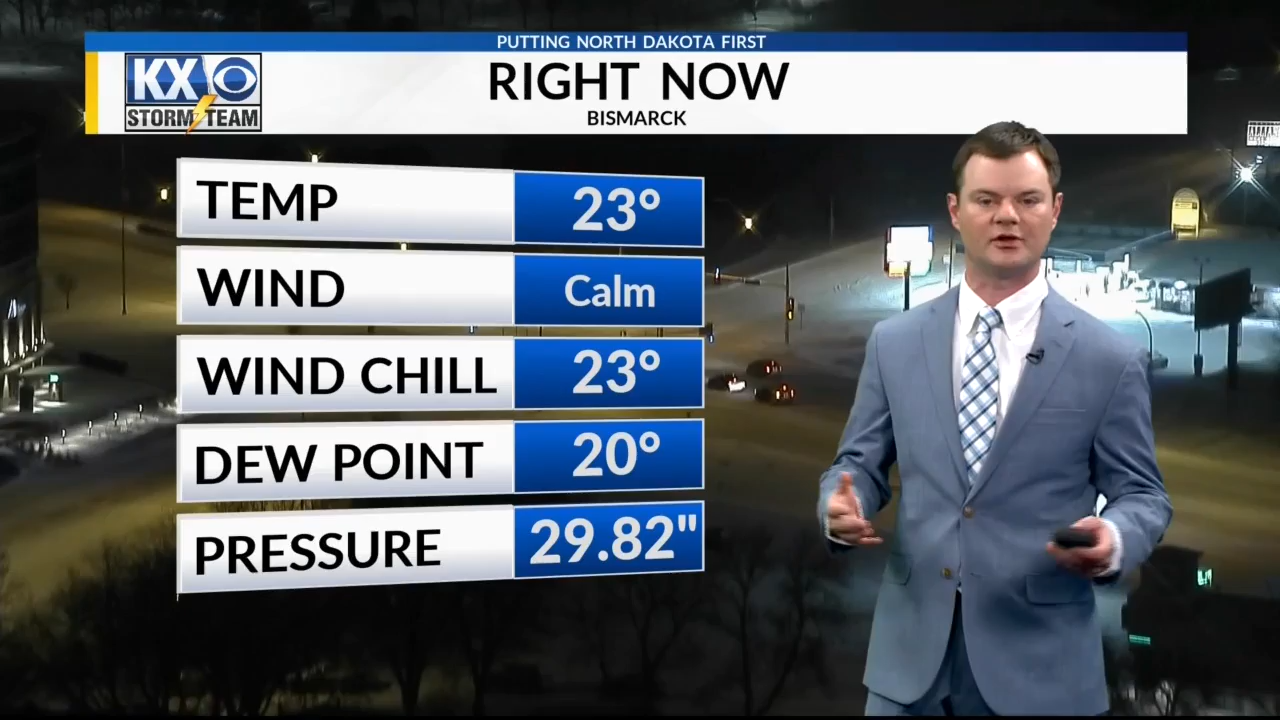 PUTTING NORTH DAKOTA FIRST
KX
STORM TEAM
RIGHT NOW
BISMARCK
TEMP 23°
WIND Calm
WIND CHILL 23°
DEW POINT 20°
PRESSURE 29.82"